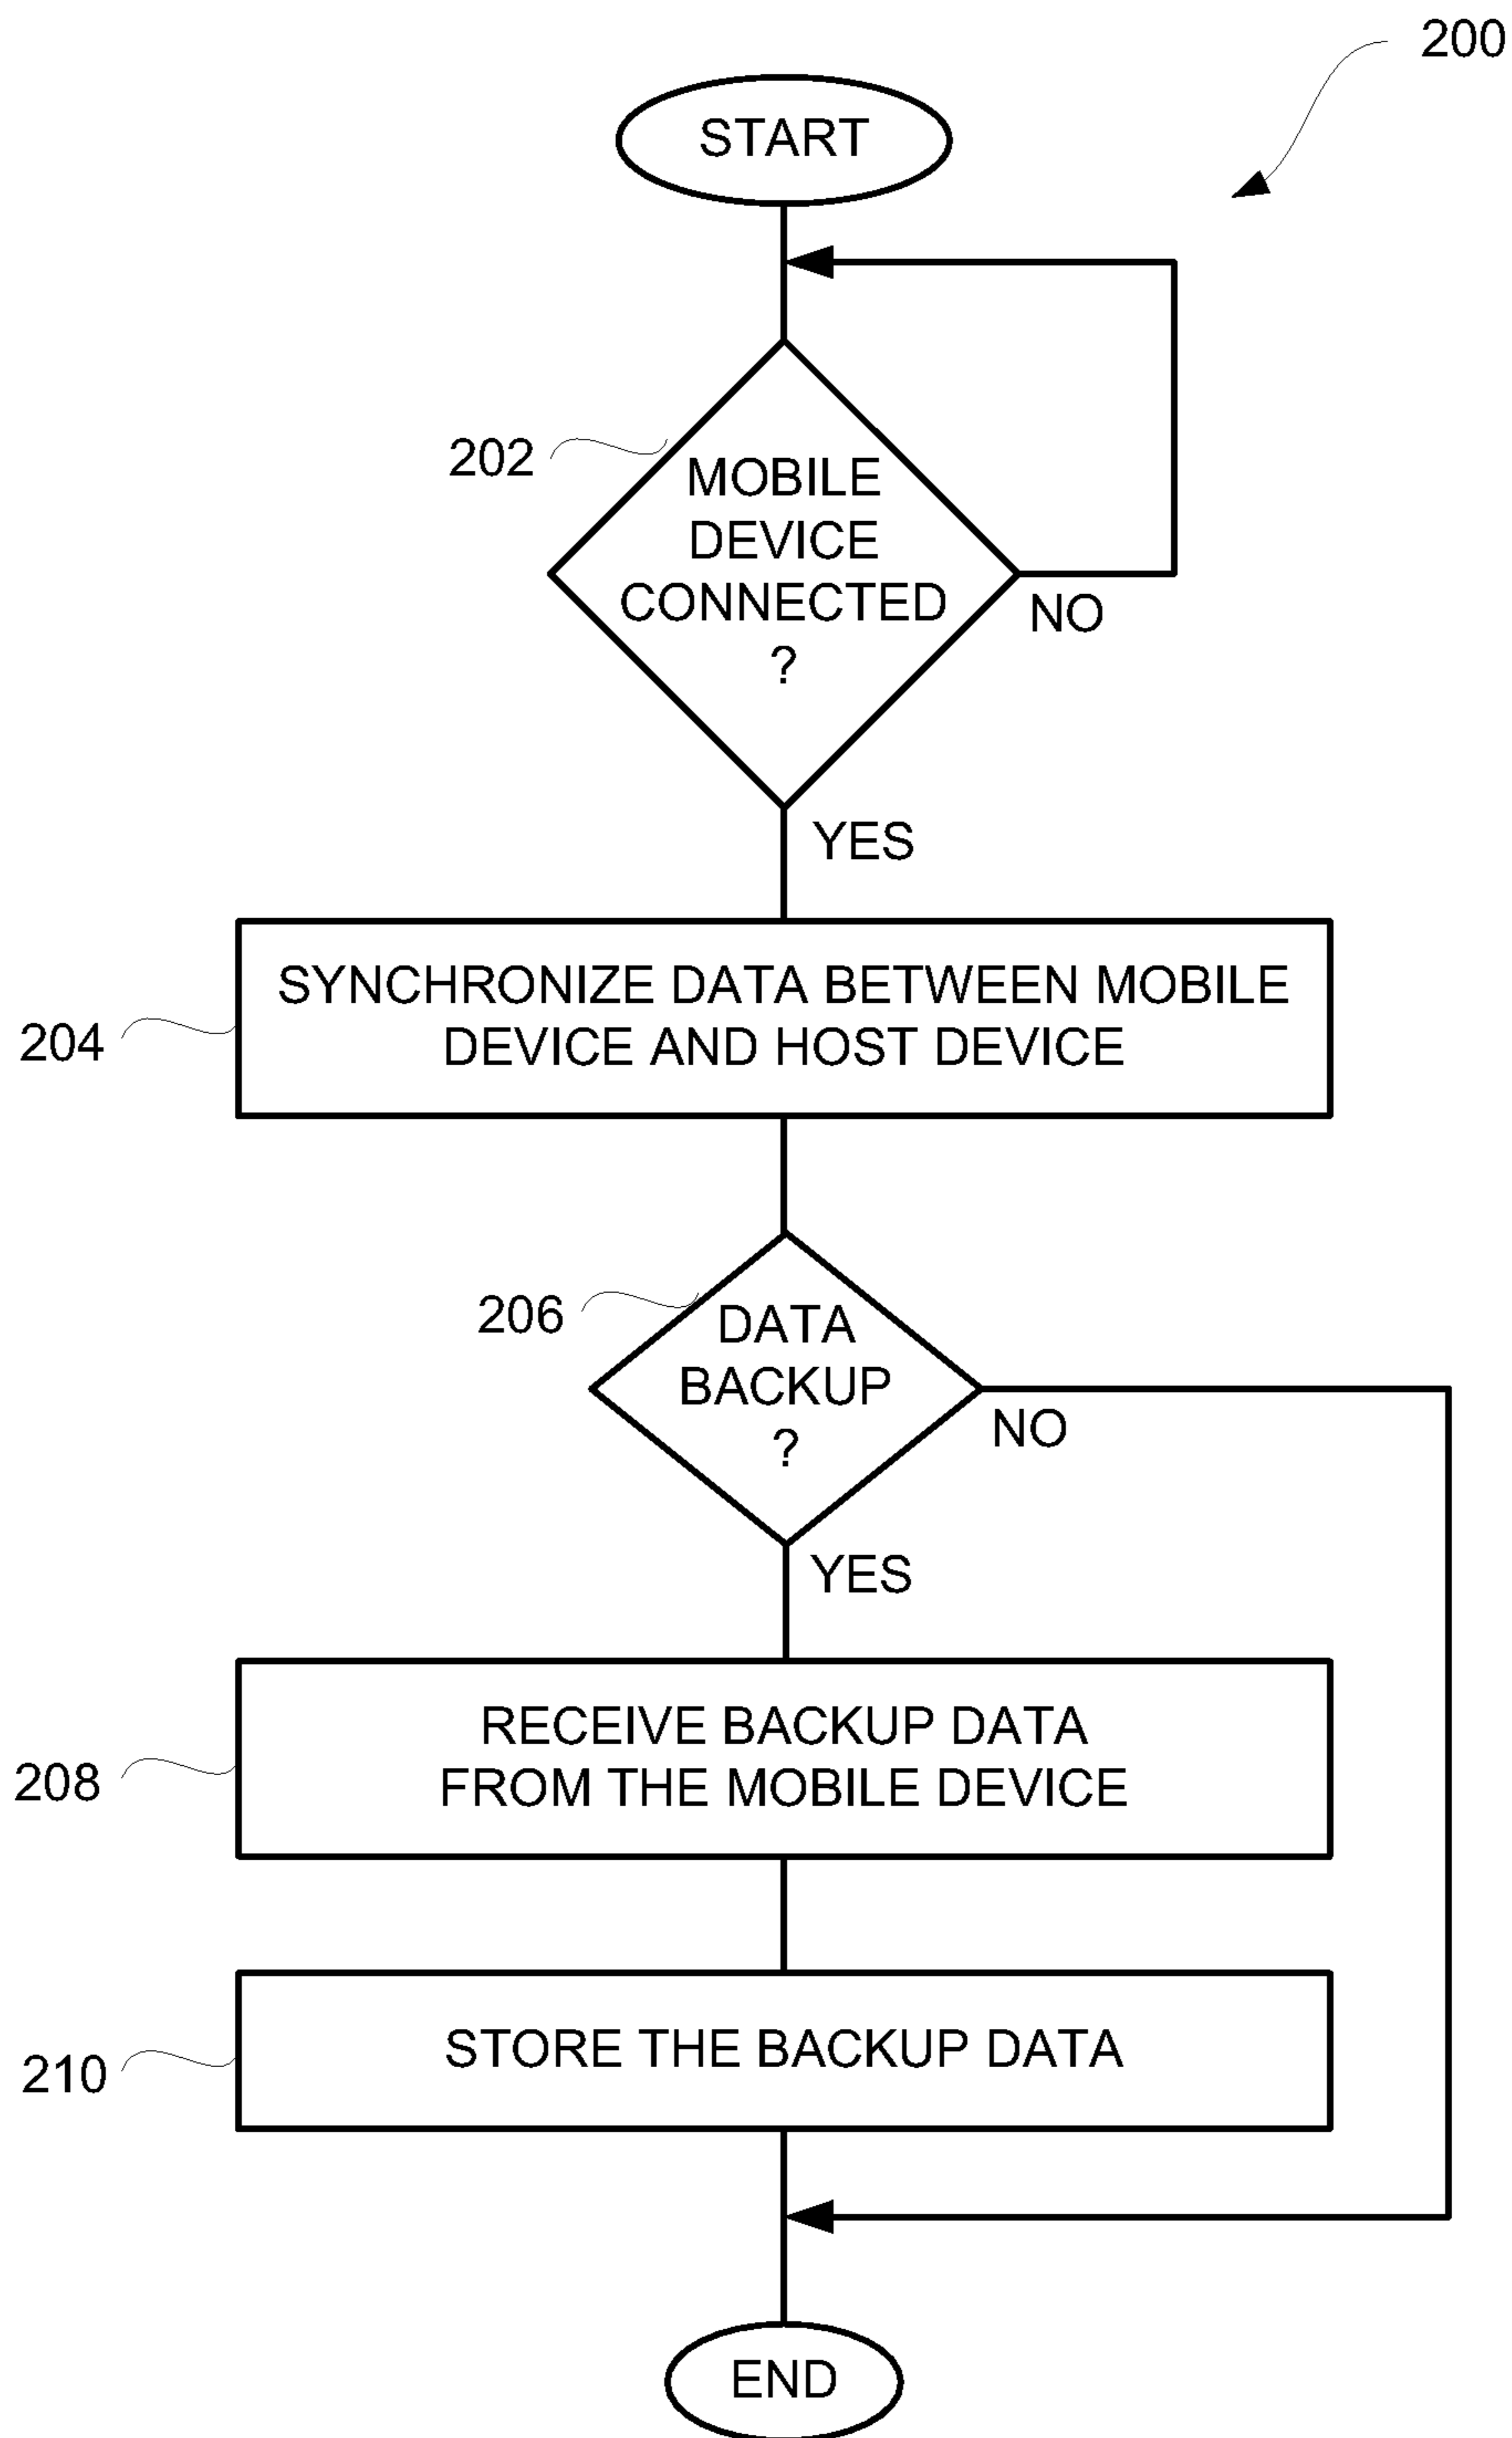 200
START
202
MOBILE
DEVICE
CONNECTED
?
NO
YES
SYNCHRONIZE DATA BETWEEN MOBILE
DEVICE AND HOST DEVICE
204
206
DATA
BACKUP
?
NO
YES
RECEIVE BACKUP DATA
FROM THE MOBILE DEVICE
208
STORE THE BACKUP DATA
210
END